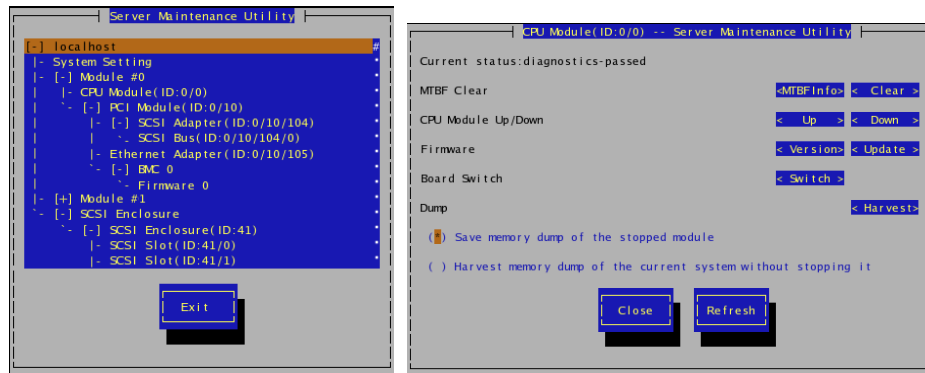 Server Maintenance Utility
[-] localhost #
|- System Setting
|- [-] Module #0
| |- CPU Module(ID:0/0)
| `- [-] PCI Module(ID:0/10)
| |- [-] SCSI Adapter(ID:0/10/104)
| | `- SCSI Bus(ID:0/10/104/0)
| |- Ethernet Adapter(ID:0/10/105)
| `- [-] BMC 0
| `- Firmware 0
|- [+] Module #1
`- [-] SCSI Enclosure
`- [-] SCSI Enclosure(ID:41)
|- SCSI Slot(ID:41/0)
|- SCSI Slot(ID:41/1)
Exit
CPU Module(ID:0/0) -- Server Maintenance Utility
Current status:diagnostics-passed
MTBF Clear <MTBFInfo> < Clear >
CPU Module Up/Down < Up > < Down >
Firmware < Version> < Update >
Board Switch < Switch >
Dump < Harvest>
(*) Save memory dump of the stopped module
( ) Harvest memory dump of the current system without stopping it
Close Refresh